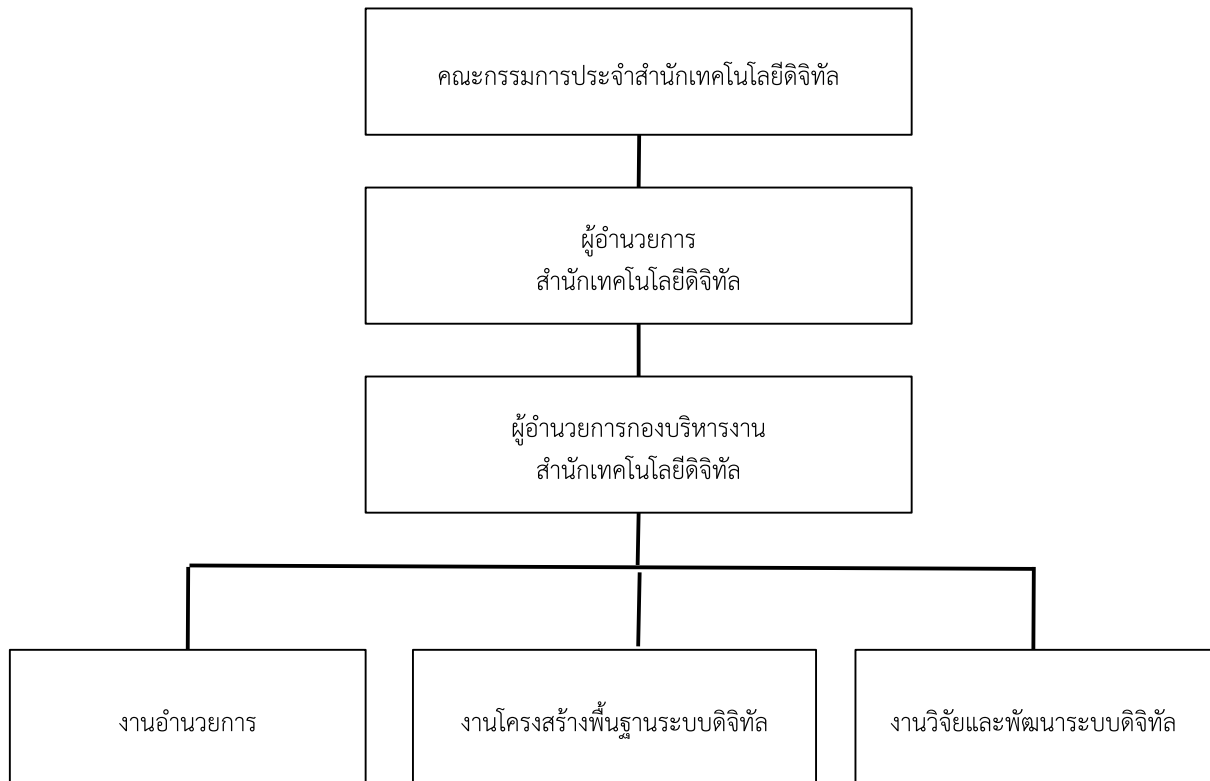 คณะกรรมการประจำสำนักเทคโนโลยีดิจิทัล
ผู้อำนวยการ
สำนักเทคโนโลยีดิจิทัล
ผู้อำนวยการกองบริหารงาน
สำนักเทคโนโลยีดิจิทัล
งานอำนวยการ
งานโครงสร้างพื้นฐานระบบดิจิทัล
งานวิจัยและพัฒนาระบบดิจิทัล